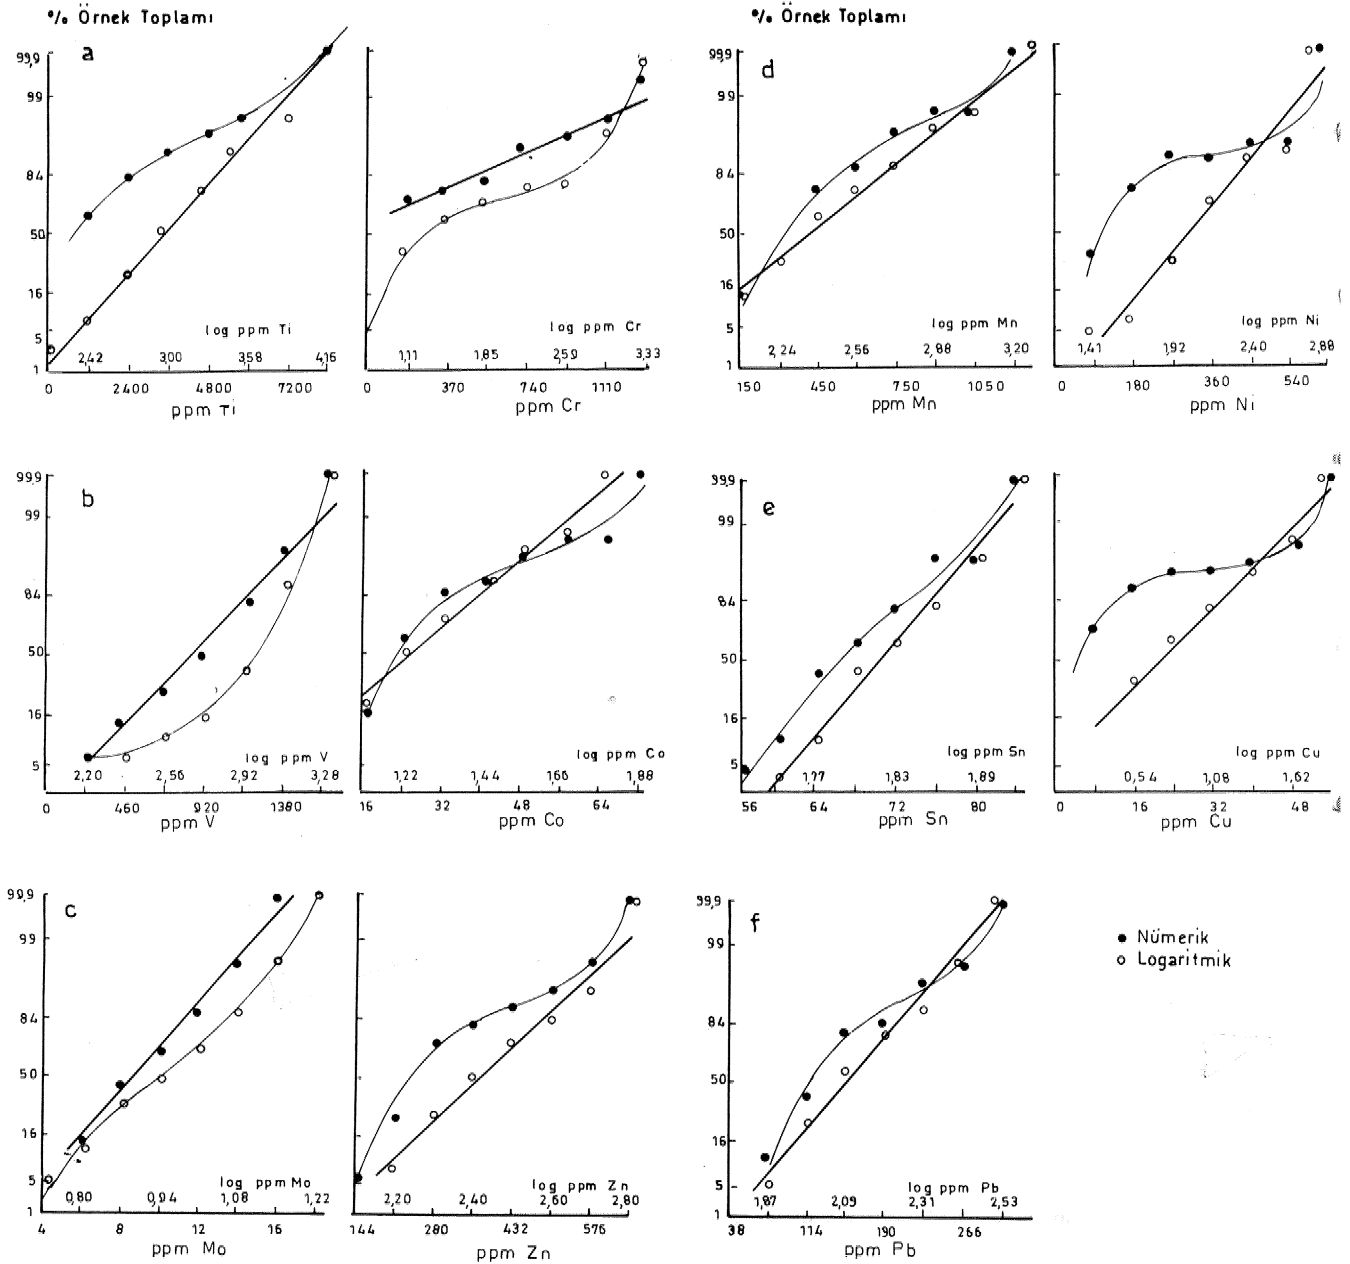 % Örnek Toplamı
a
99,9
99
84
50
16
5
1
log ppm Ti
2,42 300 3,58 4,15
0 2400 4800 7200
ppm Ti
log ppm Cr
1,11 1,85 2,59 3,33
0 370 740 1110
ppm Cr
% Örnek Toplamı
d
99,9
99
84
50
16
5
1
log ppm Mn
2,24 2,56 2,88 3,20
150 450 750 1050
ppm Mn
log ppm Ni
1,41 1,92 2,40 2,88
0 180 360 540
ppm Ni
b
99,9
99
84
50
16
5
log ppm V
2,20 2,56 2,92 3,28
0 460 920 1380
ppm V
log ppm Co
1,22 1,44 1,66 1,88
16 32 48 64
ppm Co
e
99,9
99
84
50
16
5
log ppm Sn
1,77 1,83 1,89
56 64 72 80
ppm Sn
log ppm Cu
0,54 1,08 1,62
0 16 32 48
ppm Cu
c
99,9
99
84
50
16
5
1
log ppm Mo
0,80 0,94 1,08 1,22
4 8 12 15
ppm Mo
log ppm Zn
2,20 2,40 2,60 2,80
144 280 432 576
ppm Zn
f
99,9
99
84
50
16
5
1
log ppm Pb
1,87 2,09 2,31 2,53
38 114 190 266
ppm Pb
● Nümerik
○ Logaritmik